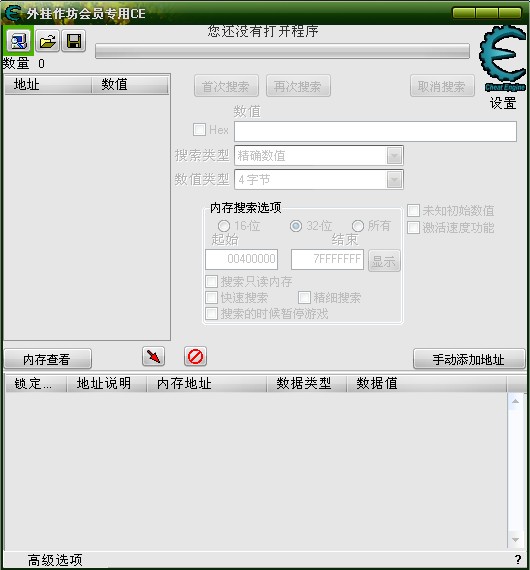 外挂作坊会员专用CE
您还没有打开程序
数量 0
地址 数值
首次搜索 再次搜索 取消搜索
Cheat Engine
设置
数值
Hex
搜索类型 精确数值
数值类型 4 字节
内存搜索选项
16-位 32-位 所有
未知初始数值
激活速度功能
起始 结束
00400000 7FFFFFFF 显示
搜索只读内存
快速搜索 精细搜索
搜索的时候暂停游戏
内存查看 手动添加地址
锁定... 地址说明 内存地址 数据类型 数据值
高级选项 ?